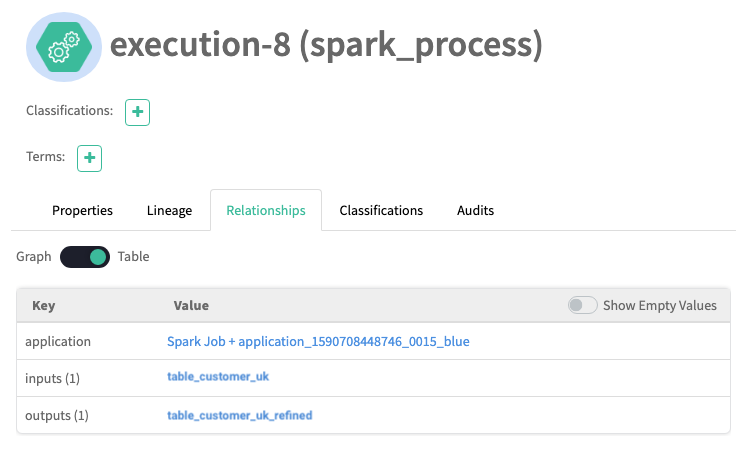 execution-8 (spark_process)
Classifications:
Terms:
Properties Lineage Relationships Classifications Audits
Graph Table
Key Value Show Empty Values
application Spark Job + application_1590708448746_0015_blue
inputs (1) table_customer_uk
outputs (1) table_customer_uk_refined